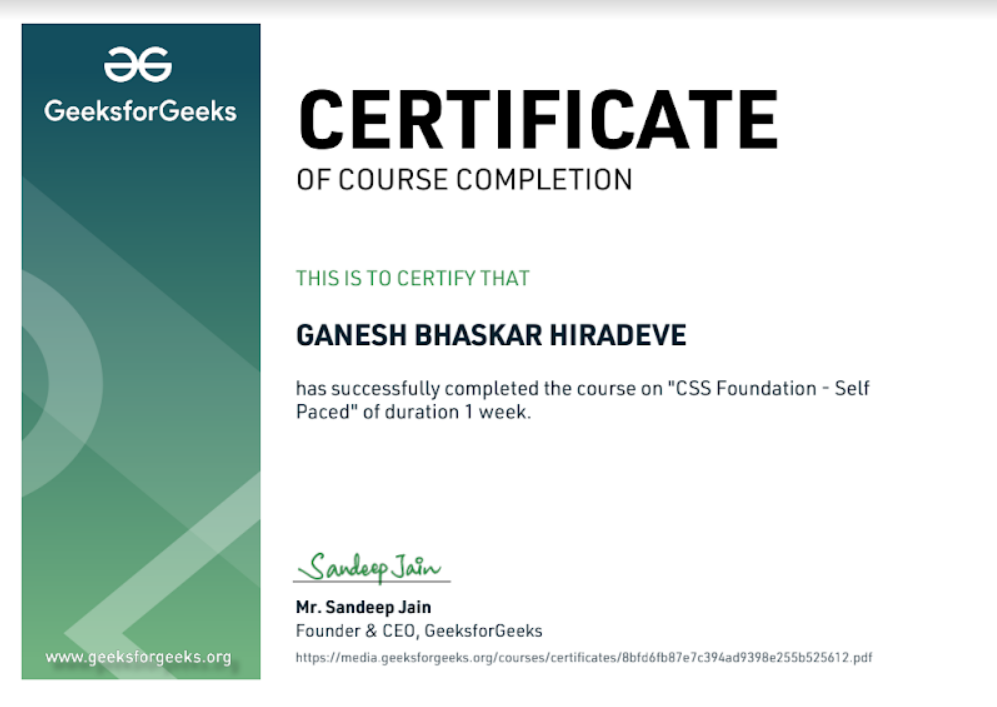 GeeksforGeeks
CERTIFICATE
OF COURSE COMPLETION
THIS IS TO CERTIFY THAT
GANESH BHASKAR HIRADEVE
has successfully completed the course on "CSS Foundation - Self
Paced" of duration 1 week.
Sandeep Jain
Mr. Sandeep Jain
Founder & CEO, GeeksforGeeks
https://media.geeksforgeeks.org/courses/certificates/8bfd6fb87e7c394ad9398e255b525612.pdf
www.geeksforgeeks.org